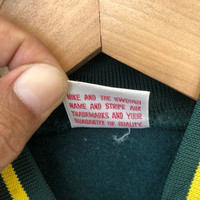 NIKE AND THE SWOOSH
NAME AND STRIPE ARE
TRADEMARKS AND YOUR
GUARANTEE OF QUALITY.